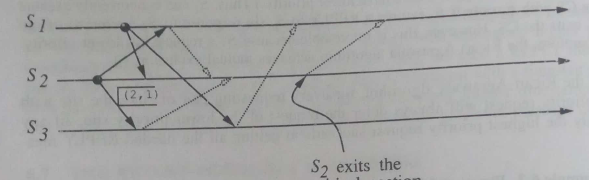 S1
S2
(2,1)
S3
S2 exits the